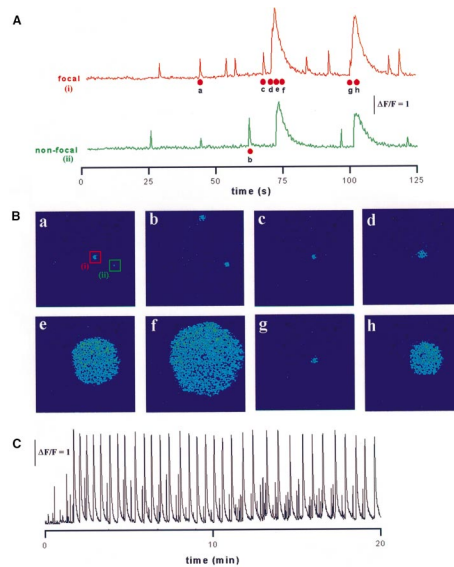 A
focal
(i)
a c d e f g h
ΔF/F = 1
non-focal
(ii)
b
0 25 50 75 100 125
time (s)
B
a b c d
(i)
(ii)
e f g h
C
ΔF/F = 1
0 20
time (min)